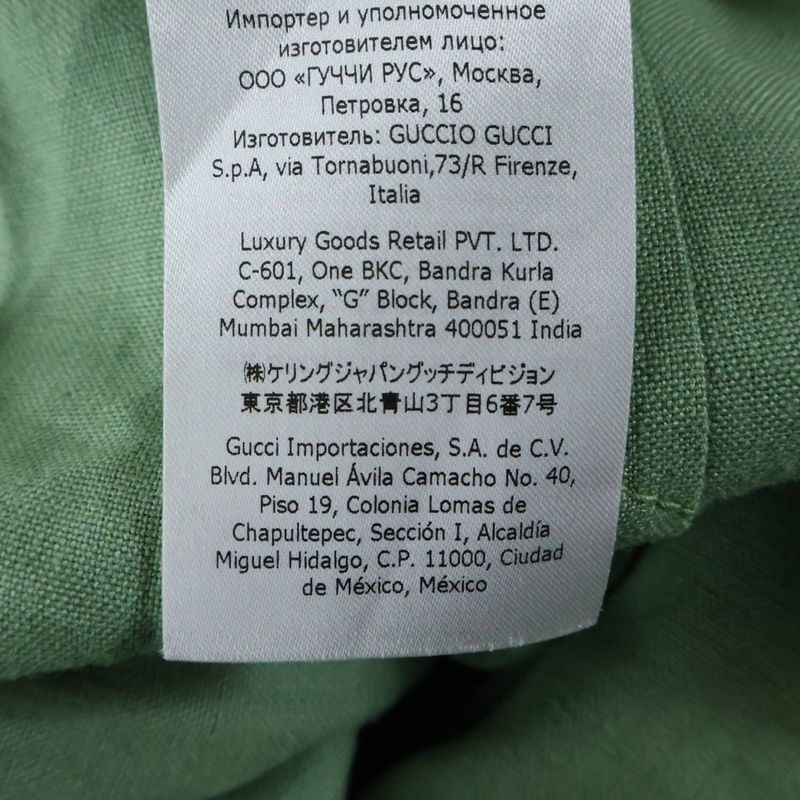 Импортер и уполномоченное
изготовителем лицо:
ООО «ГУЧЧИ РУС», Москва,
Петровка, 16
Изготовитель: GUCCIO GUCCI
S.p.A, via Tornabuoni,73/R Firenze,
Italia
Luxury Goods Retail PVT. LTD.
C-601, One BKC, Bandra Kurla
Complex, “G” Block, Bandra (E)
Mumbai Maharashtra 400051 India
㈱ケリングジャパングッチディビジョン
東京都港区北青山3丁目6番7号
Gucci Importaciones, S.A. de C.V.
Blvd. Manuel Ávila Camacho No. 40,
Piso 19, Colonia Lomas de
Chapultepec, Sección I, Alcaldía
Miguel Hidalgo, C.P. 11000, Ciudad
de México, México